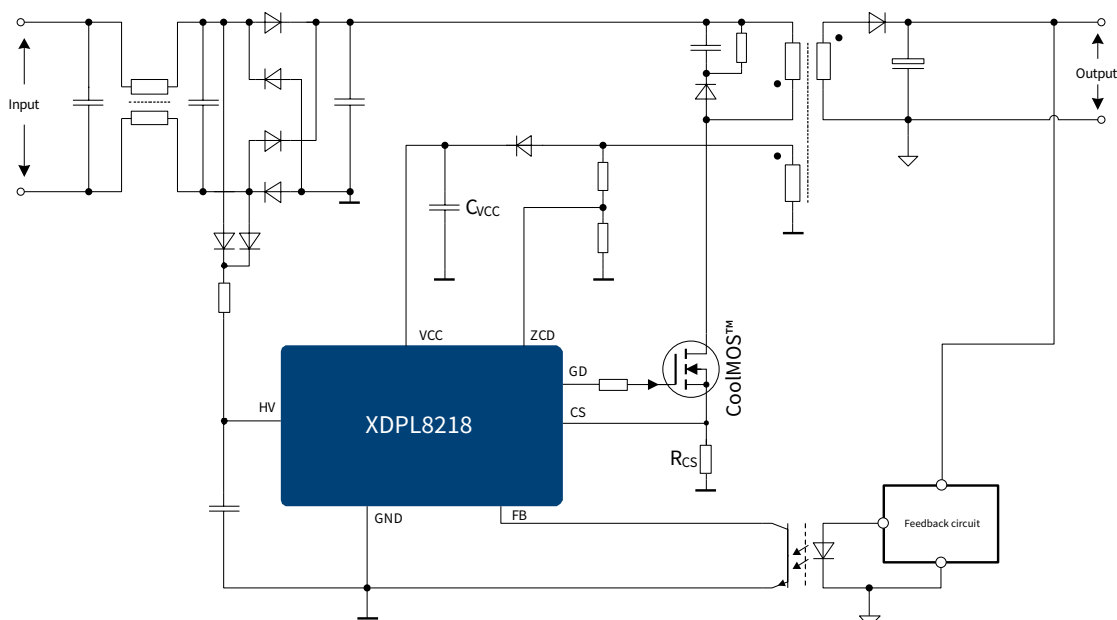 Input
Output
CVCC
VCC
ZCD
GD
CoolMOS™
HV
CS
XDPL8218
RCS
GND
FB
Feedback circuit